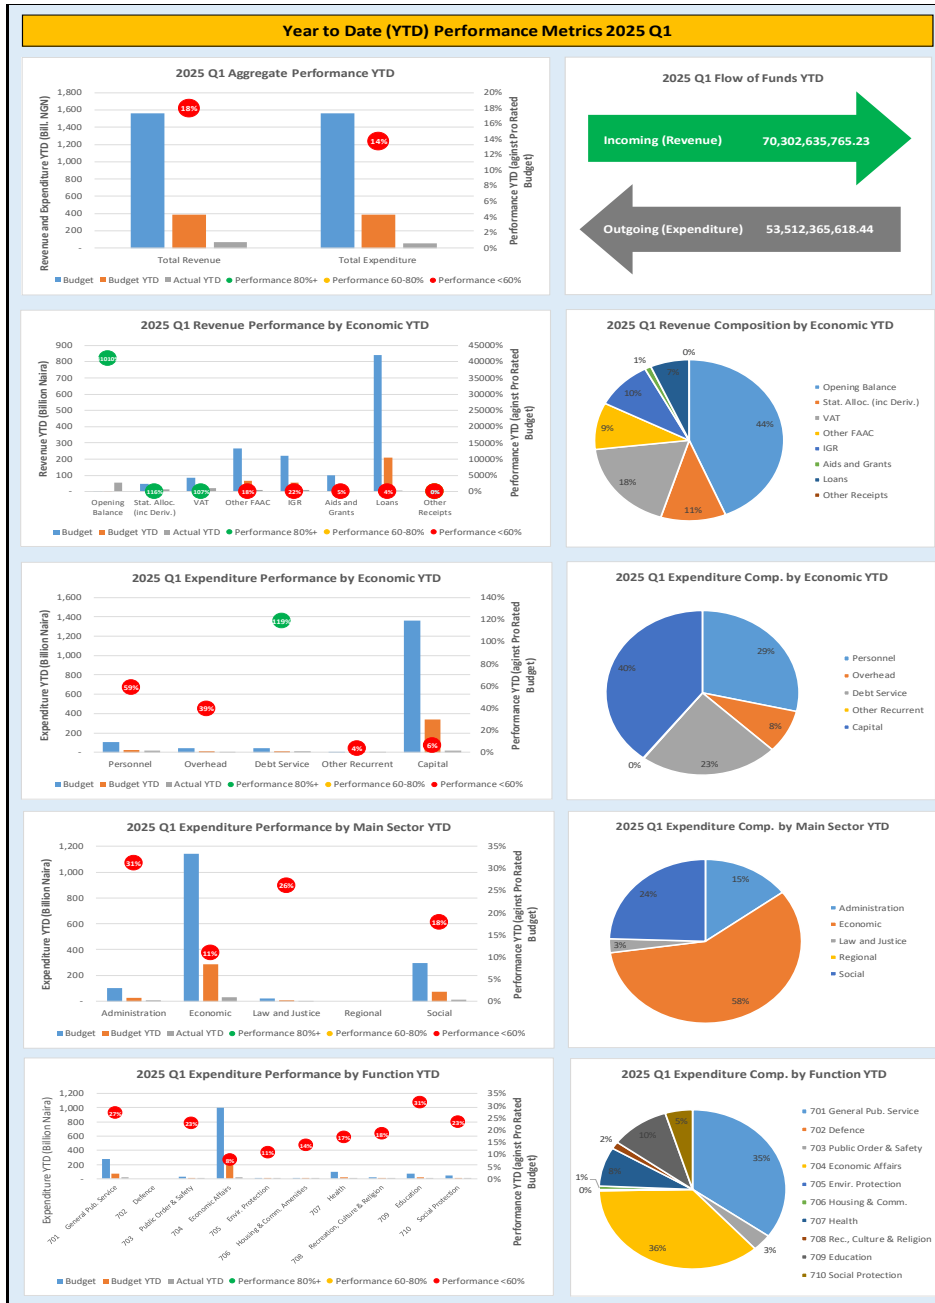 Year to Date (YTD) Performance Metrics 2025 Q1
2025 Q1 Aggregate Performance YTD
Revenue and Expenditure YTD (Bill. NGN)
1,800
1,600
1,400
1,200
1,000
800
600
400
200
-
18%
14%
20%
18%
16%
14%
12%
10%
8%
6%
4%
2%
0%
Performance YTD (aginst Pro Rated Budget)
Total Revenue
Total Expenditure
Budget
Budget YTD
Actual YTD
Performance 80%+
Performance 60-80%
Performance <60%
2025 Q1 Flow of Funds YTD
Incoming (Revenue) 70,302,635,765.23
Outgoing (Expenditure) 53,512,365,618.44
2025 Q1 Revenue Performance by Economic YTD
Revenue YTD (Billion Naira)
900
800
700
600
500
400
300
200
100
-
116%
107%
18%
22%
5%
4%
0%
45000%
40000%
35000%
30000%
25000%
20000%
15000%
10000%
5000%
0%
Performance YTD (aginst Pro Rated Budget)
Opening Balance
Stat. Alloc. (inc Deriv.)
VAT
Other FAAC
IGR
Aids and Grants
Loans
Other Receipts
Budget
Budget YTD
Actual YTD
Performance 80%+
Performance 60-80%
Performance <60%
2025 Q1 Revenue Composition by Economic YTD
0%
1%
7%
10%
9%
44%
18%
11%
Opening Balance
Stat. Alloc. (inc Deriv.)
VAT
Other FAAC
IGR
Aids and Grants
Loans
Other Receipts
2025 Q1 Expenditure Performance by Economic YTD
Expenditure YTD (Billion Naira)
1,600
1,400
1,200
1,000
800
600
400
200
-
59%
39%
119%
4%
6%
140%
120%
100%
80%
60%
40%
20%
0%
Performance YTD (aginst Pro Rated Budget)
Personnel
Overhead
Debt Service
Other Recurrent
Capital
Budget
Budget YTD
Actual YTD
Performance 80%+
Performance 60-80%
Performance <60%
2025 Q1 Expenditure Comp. by Economic YTD
29%
40%
8%
23%
0%
Personnel
Overhead
Debt Service
Other Recurrent
Capital
2025 Q1 Expenditure Performance by Main Sector YTD
Expenditure YTD (Billion Naira)
1,200
1,000
800
600
400
200
-
31%
11%
26%
18%
35%
30%
25%
20%
15%
10%
5%
0%
Performance YTD (aginst Pro Rated Budget)
Administration
Economic
Law and Justice
Regional
Social
Budget
Budget YTD
Actual YTD
Performance 80%+
Performance 60-80%
Performance <60%
2025 Q1 Expenditure Comp. by Main Sector YTD
15%
24%
3%
58%
Administration
Economic
Law and Justice
Regional
Social
2025 Q1 Expenditure Performance by Function YTD
Expenditure YTD (Billion Naira)
1,200
1,000
800
600
400
200
-
27%
23%
8%
11%
14%
17%
18%
31%
23%
35%
30%
25%
20%
15%
10%
5%
0%
Performance YTD (aginst Pro Rated Budget)
701 General Pub. Service
702 Defence
703 Public Order & Safety
704 Economic Affairs
705 Envir. Protection
706 Housing & Comm. Amenities
707 Health
708 Recreation, Culture & Religion
709 Education
710 Social Protection
Budget
Budget YTD
Actual YTD
Performance 80%+
Performance 60-80%
Performance <60%
2025 Q1 Expenditure Comp. by Function YTD
5%
10%
2%
8%
1%
0%
35%
3%
36%
701 General Pub. Service
702 Defence
703 Public Order & Safety
704 Economic Affairs
705 Envir. Protection
706 Housing & Comm.
707 Health
708 Rec., Culture & Religion
709 Education
710 Social Protection